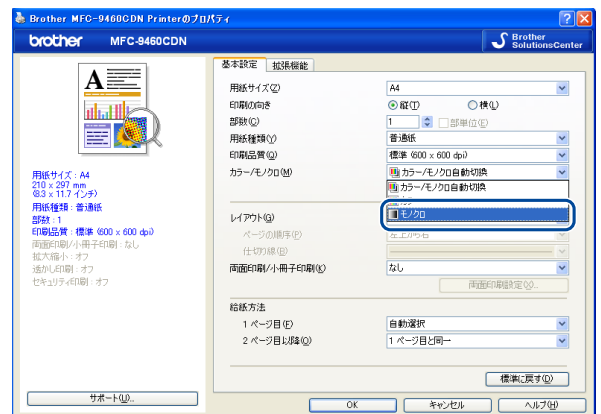 Brother MFC-9460CDN Printerのプロパティ
brother MFC-9460CDN
Brother
SolutionsCenter
基本設定 拡張機能
用紙サイズ(Z) A4
印刷の向き 縦(T) 横(L)
部数(C) 1 部単位(E)
用紙種類(Y) 普通紙
印刷品質(Q) 標準 (600 x 600 dpi)
カラー/モノクロ(M) カラー/モノクロ自動切換
カラー/モノクロ自動切換
モノクロ
レイアウト(G)
ページの順序(P) 左上から右
仕切り線(B)
両面印刷/小冊子印刷(K) なし
両面印刷設定(X)...
給紙方法
1 ページ目(F) 自動選択
2 ページ目以降(O) 1 ページ目と同一
標準に戻す(D)
用紙サイズ : A4
210 x 297 mm
(8.3 x 11.7 インチ)
用紙種類 : 普通紙
部数 : 1
印刷品質 : 標準 (600 x 600 dpi)
両面印刷/小冊子印刷 : なし
拡大縮小 : オフ
透かし印刷 : オフ
セキュリティ印刷 : オフ
サポート(U)...
OK キャンセル ヘルプ(H)